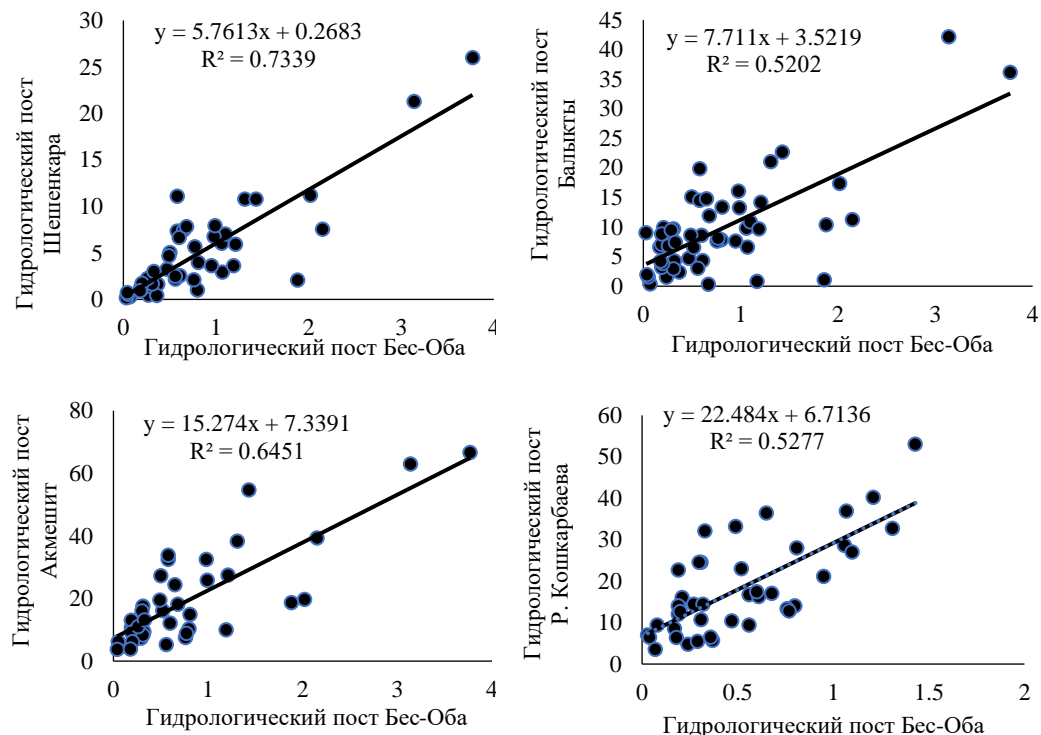 y = 5.7613x + 0.2683
R² = 0.7339
Гидрологический пост
Шешенкара
30
25
20
15
10
5
0
0 1 2 3 4
Гидрологический пост Бес-Оба
y = 7.711x + 3.5219
R² = 0.5202
Гидрологический пост
Балыкты
45
40
35
30
25
20
15
10
5
0
0 1 2 3 4
Гидрологический пост Бес-Оба
y = 15.274x + 7.3391
R² = 0.6451
Гидрологический пост
Акмешит
80
60
40
20
0
0 1 2 3 4
Гидрологический пост Бес-Оба
y = 22.484x + 6.7136
R² = 0.5277
Гидрологический пост
Р. Кошкарбаева
60
50
40
30
20
10
0
0 0.5 1 1.5 2
Гидрологический пост Бес-Оба